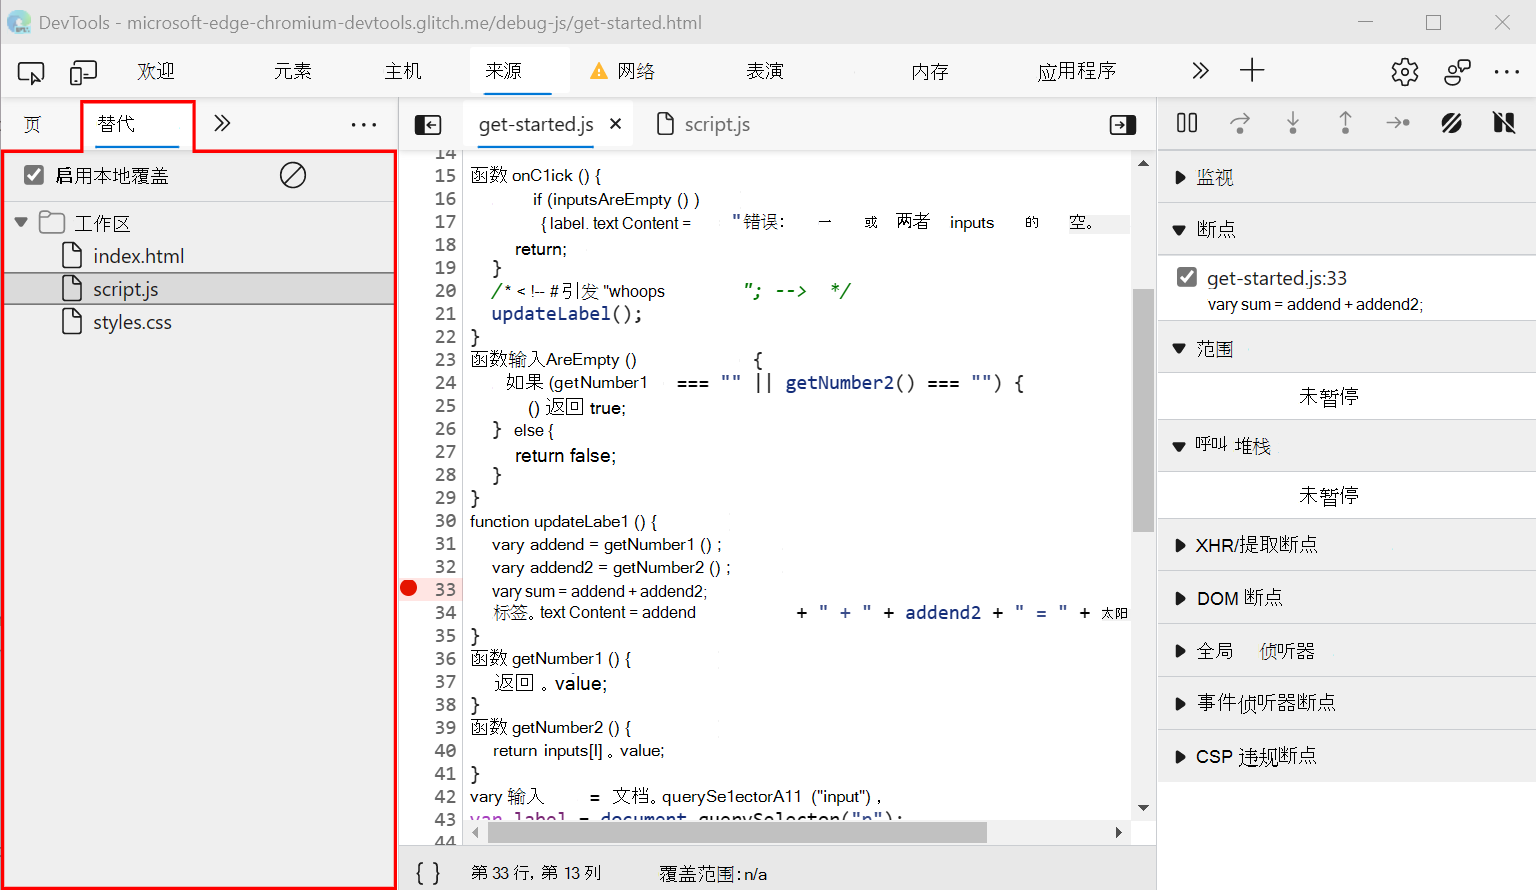 DevTools - microsoft-edge-chromium-devtools.glitch.me/debug-js/get-started.html
欢迎 元素 主机 来源 网络 表演 内存 应用程序
页 替代
启用本地覆盖
工作区
index.html
script.js
styles.css
get-started.js × script.js
14
15 函数 onC1ick () {
16 if (inputsAreEmpty () )
17 { label. text Content = "错误: 一 或 两者 inputs 的 空。
18 return;
19 }
20 /* < !-- # 引发 "whoops "; --> */
21 updateLabel();
22 }
23 函数输入AreEmpty () {
24 如果 (getNumber1 === "" || getNumber2() === "") {
25 () 返回 true;
26 } else {
27 return false;
28 }
29 }
30 function updateLabe1 () {
31 vary addend = getNumber1 () ;
32 vary addend2 = getNumber2 () ;
33 vary sum = addend + addend2;
34 标签。text Content = addend + " + " + addend2 + " = " + 太阳
35 }
36 函数 getNumber1 () {
37 返回 。value;
38 }
39 函数 getNumber2 () {
40 return inputs[I] 。value;
41 }
42 vary 输入 = 文档。querySe1ectorA11 ("input") ,
43 var label = document.querySelector("p");
44
{ } 第 33 行, 第 13 列 覆盖范围: n/a
监视
断点
get-started.js:33
vary sum = addend + addend2;
范围
未暂停
呼叫 堆栈
未暂停
XHR/提取断点
DOM 断点
全局 侦听器
事件侦听器断点
CSP 违规断点